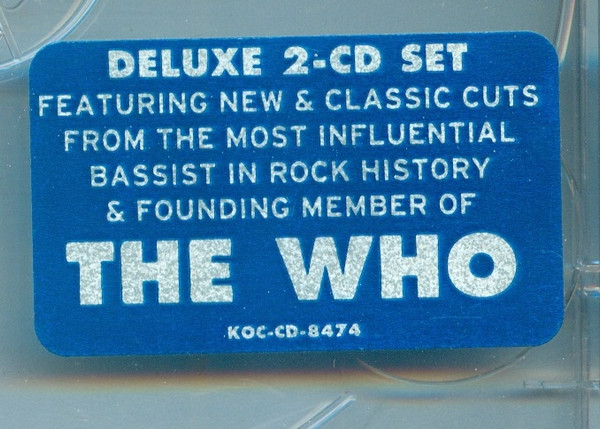 DELUXE 2-CD SET
FEATURING NEW & CLASSIC CUTS
FROM THE MOST INFLUENTIAL
BASSIST IN ROCK HISTORY
& FOUNDING MEMBER OF
THE WHO
KOC-CD-8474